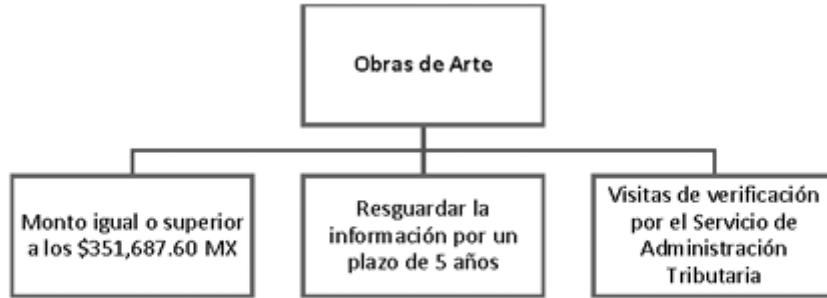 Obras de Arte
Monto igual o superior
a los $351,687.60 MX
Resguardar la
información por un
plazo de 5 años
Visitas de verificación
por el Servicio de
Administración
Tributaria